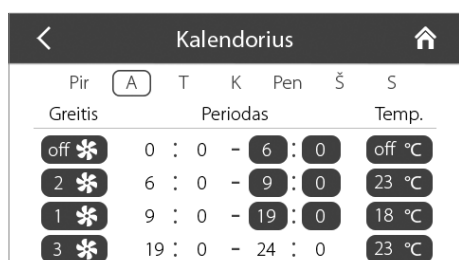 Kalendorius
Pir A T K Pen Š S
Greitis Periodas Temp.
off 0 : 0 - 6 : 0 off °C
2 6 : 0 - 9 : 0 23 °C
1 9 : 0 - 19 : 0 18 °C
3 19 : 0 - 24 : 0 23 °C